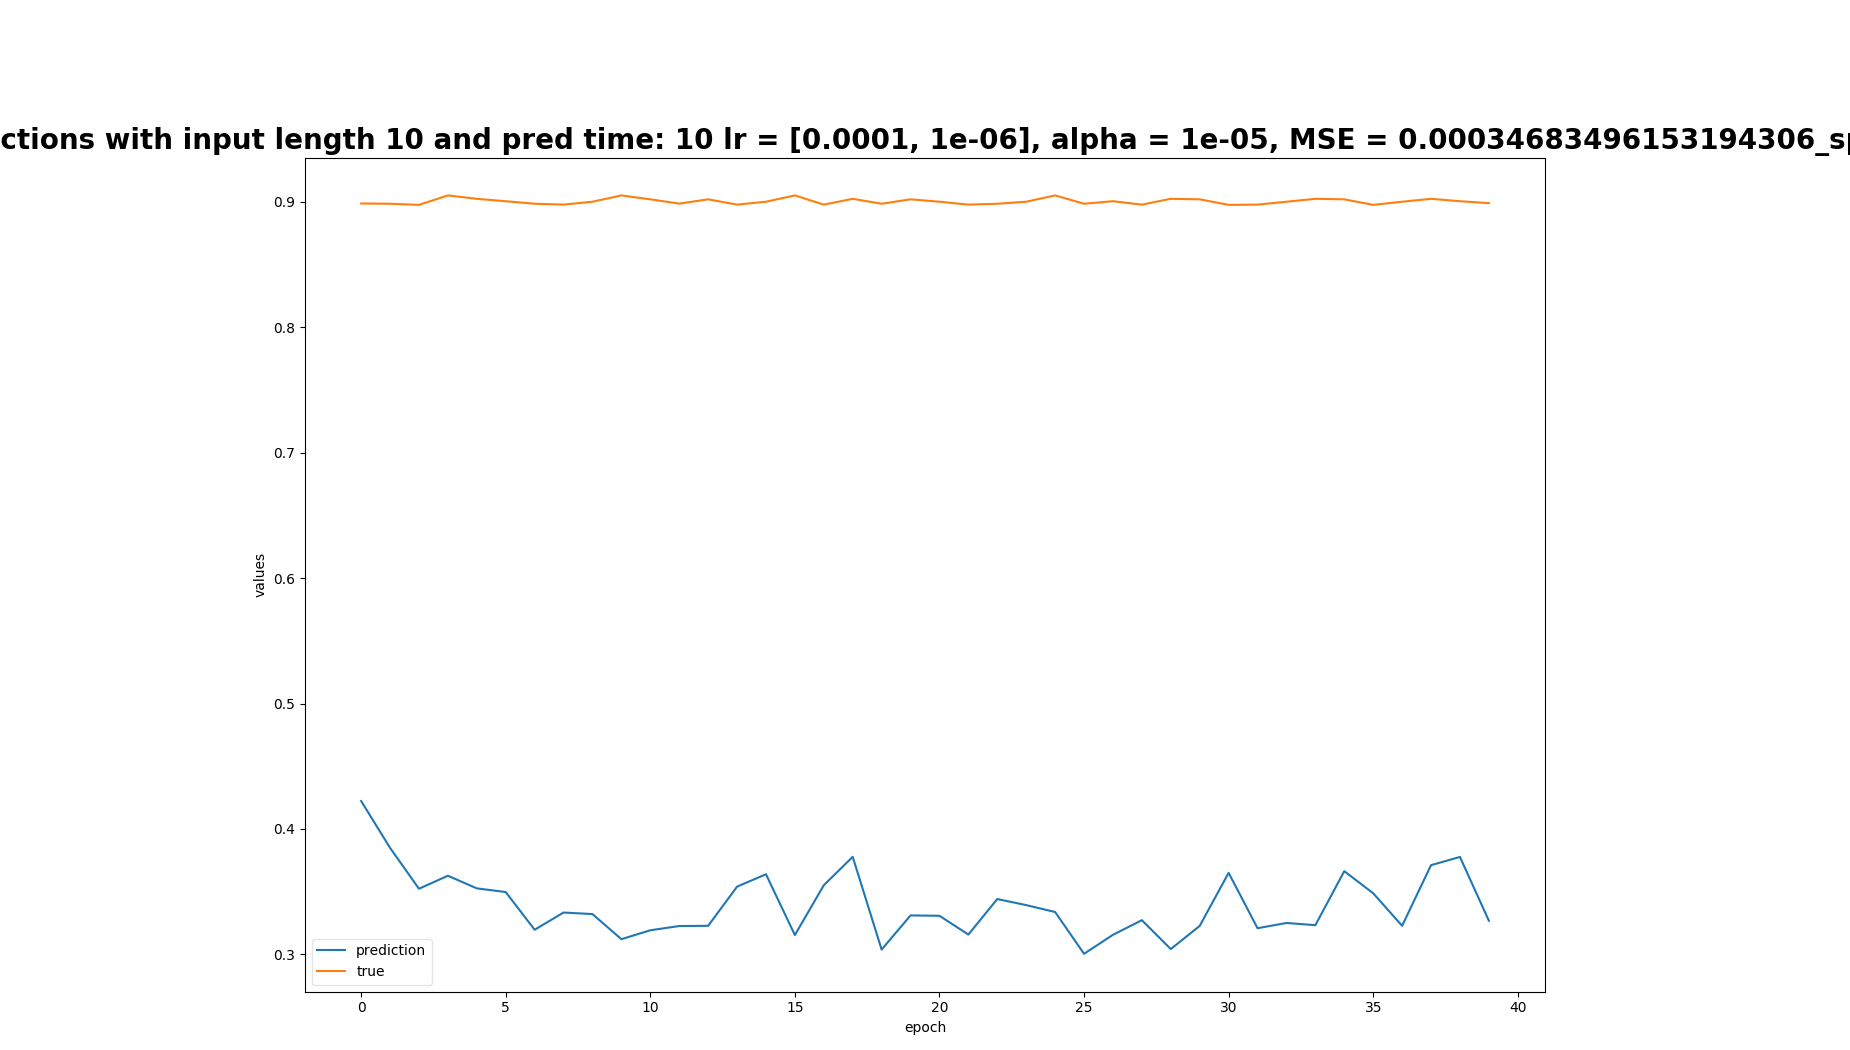 ctions with input length 10 and pred time: 10 lr = [0.0001, 1e-06], alpha = 1e-05, MSE = 0.00034683496153194306_sp
0.9
0.8
0.7
0.6
0.5
0.4
0.3
values
prediction
true
0 5 10 15 20 25 30 35 40
epoch